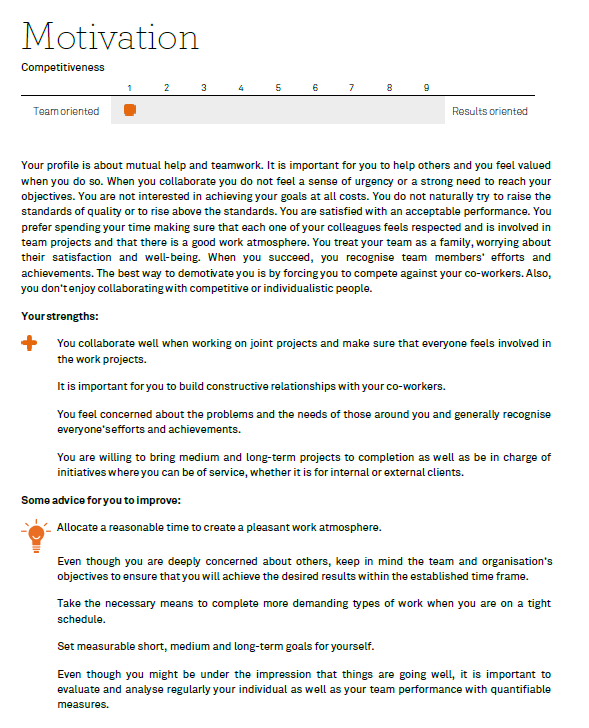 Motivation
Competitiveness
1 2 3 4 5 6 7 8 9
Team oriented Results oriented
Your profile is about mutual help and teamwork. It is important for you to help others and you feel valued
when you do so. When you collaborate you do not feel a sense of urgency or a strong need to reach your
objectives. You are not interested in achieving your goals at all costs. You do not naturally try to raise the
standards of quality or to rise above the standards. You are satisfied with an acceptable performance. You
prefer spending your time making sure that each one of your colleagues feels respected and is involved in
team projects and that there is a good work atmosphere. You treat your team as a family, worrying about
their satisfaction and well-being. When you succeed, you recognise team members' efforts and
achievements. The best way to demotivate you is by forcing you to compete against your co-workers. Also,
you don't enjoy collaborating with competitive or individualistic people.
Your strengths:
You collaborate well when working on joint projects and make sure that everyone feels involved in
the work projects.
It is important for you to build constructive relationships with your co-workers.
You feel concerned about the problems and the needs of those around you and generally recognise
everyone's efforts and achievements.
You are willing to bring medium and long-term projects to completion as well as be in charge of
initiatives where you can be of service, whether it is for internal or external clients.
Some advice for you to improve:
Allocate a reasonable time to create a pleasant work atmosphere.
Even though you are deeply concerned about others, keep in mind the team and organisation's
objectives to ensure that you will achieve the desired results within the established time frame.
Take the necessary means to complete more demanding types of work when you are on a tight
schedule.
Set measurable short, medium and long-term goals for yourself.
Even though you might be under the impression that things are going well, it is important to
evaluate and analyse regularly your individual as well as your team performance with quantifiable
measures.